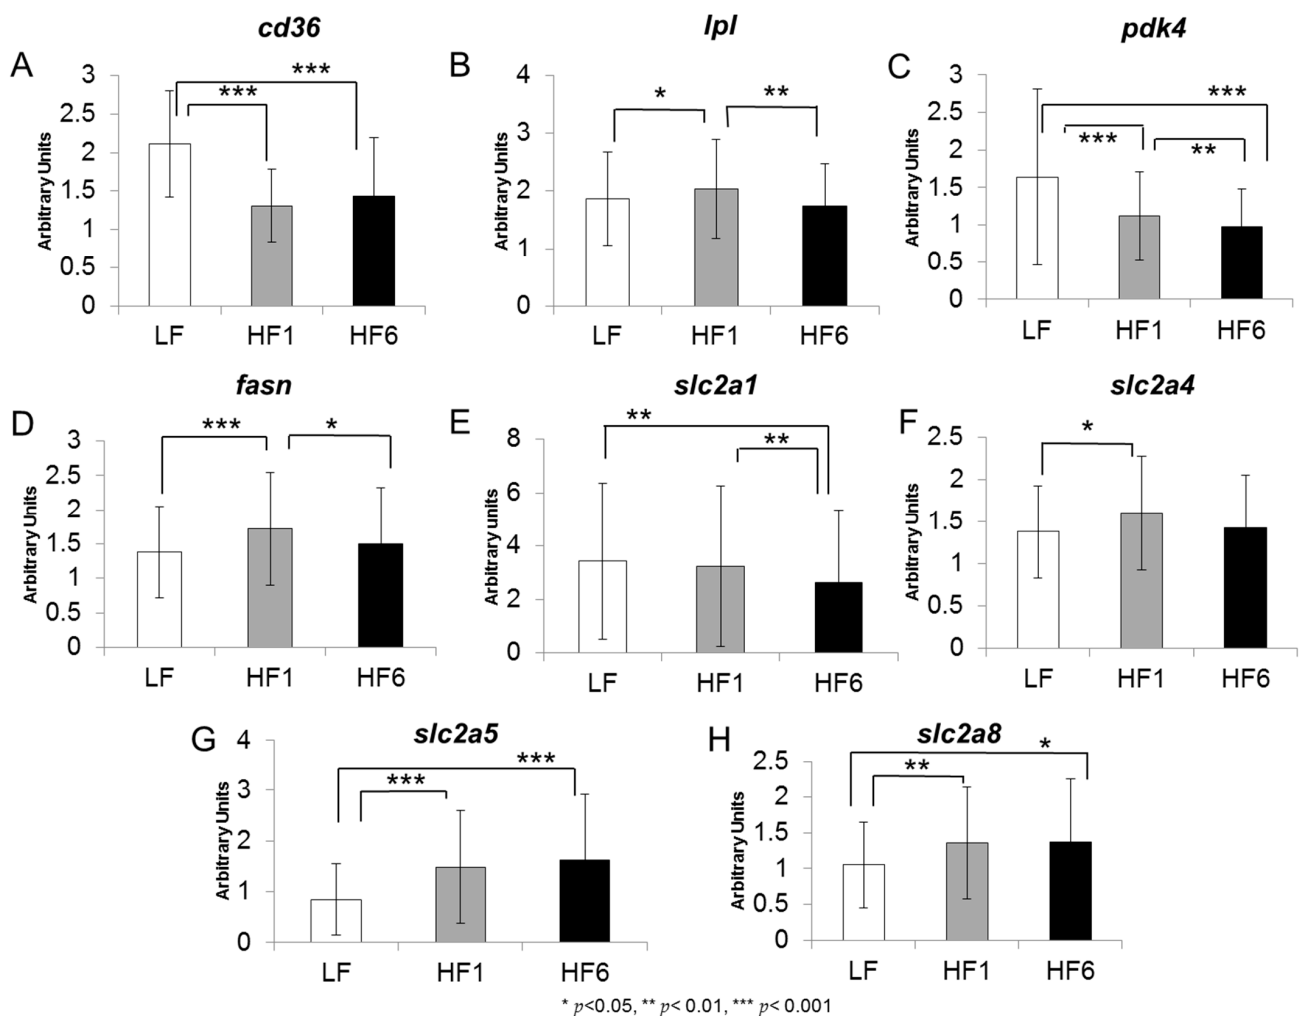 cd36
A
***
***
3
2.5
2
1.5
1
0.5
0
Arbitrary Units
LF HF1 HF6
lpl
B
*
**
4
3
2
1
0
Arbitrary Units
LF HF1 HF6
pdk4
C
***
***
**
3
2.5
2
1.5
1
0.5
0
Arbitrary Units
LF HF1 HF6
fasn
D
***
*
3
2.5
2
1.5
1
0.5
0
Arbitrary Units
LF HF1 HF6
slc2a1
E
**
**
8
6
4
2
0
Arbitrary units
LF HF1 HF6
slc2a4
F
*
2.5
2
1.5
1
0.5
0
Arbitrary Units
LF HF1 HF6
slc2a5
G
***
***
4
3
2
1
0
Arbitrary Units
LF HF1 HF6
slc2a8
H
*
**
2.5
2
1.5
1
0.5
0
Arbitrary Units
LF HF1 HF6
* p<0.05, ** p< 0.01, *** p< 0.001